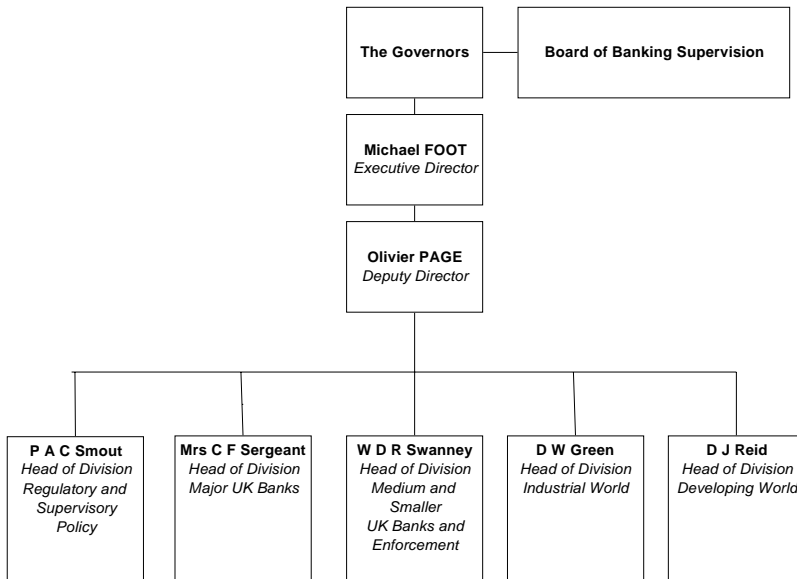 The Governors
Board of Banking Supervision
Michael FOOT
Executive Director
Olivier PAGE
Deputy Director
P A C Smout
Head of Division
Regulatory and
Supervisory
Policy
Mrs C F Sergeant
Head of Division
Major UK Banks
W D R Swanney
Head of Division
Medium and
Smaller
UK Banks and
Enforcement
D W Green
Head of Division
Industrial World
D J Reid
Head of Division
Developing World